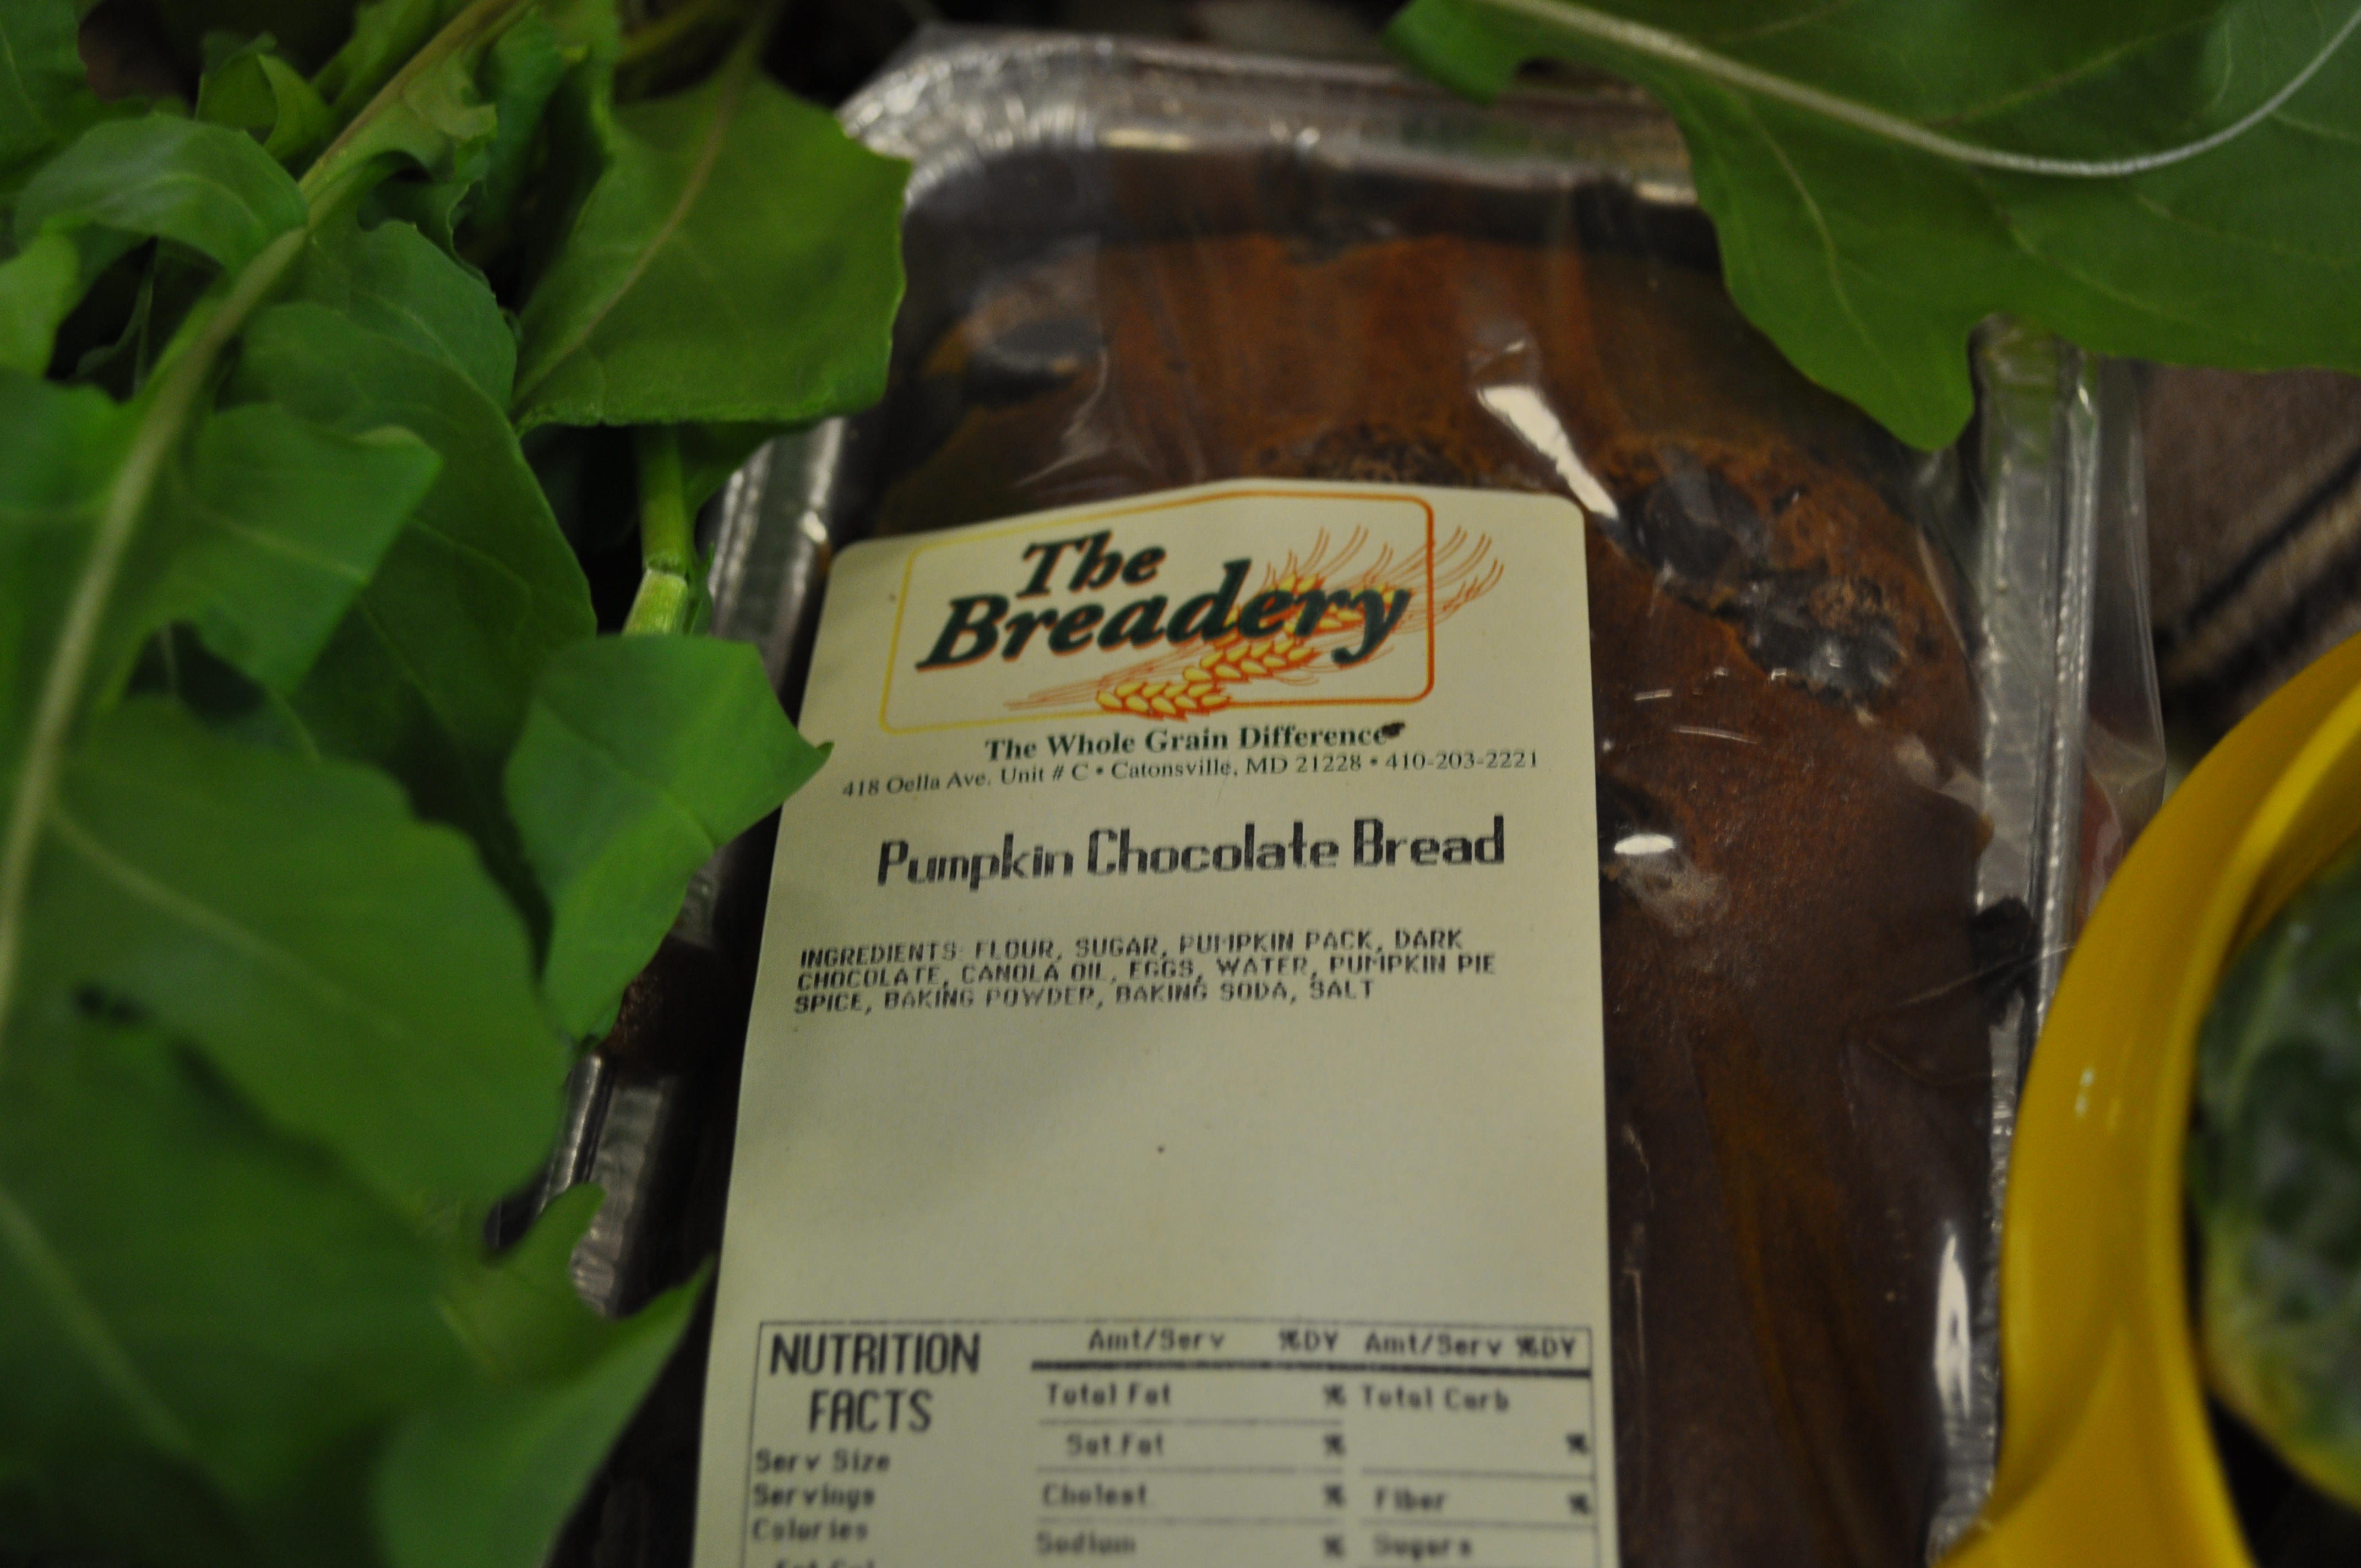 The
Breadery
The Whole Grain Difference
418 Oella Ave. Unit # C • Catonsville, MD 21228 • 410-203-2221
Pumpkin Chocolate Bread
INGREDIENTS: FLOUR, SUGAR, PUMPKIN PACK, DARK
CHOCOLATE, CANOLA OIL, EGGS, WATER, PUMPKIN PIE
SPICE, BAKING POWDER, BAKING SODA, SALT
NUTRITION
FACTS
Serv Size
Servings
Calories
Amt/Serv %DV Amt/Serv %DV
Total Fat % Total Carb
Sat.Fat % %
Cholest. % Fiber %
Sodium % Sugars